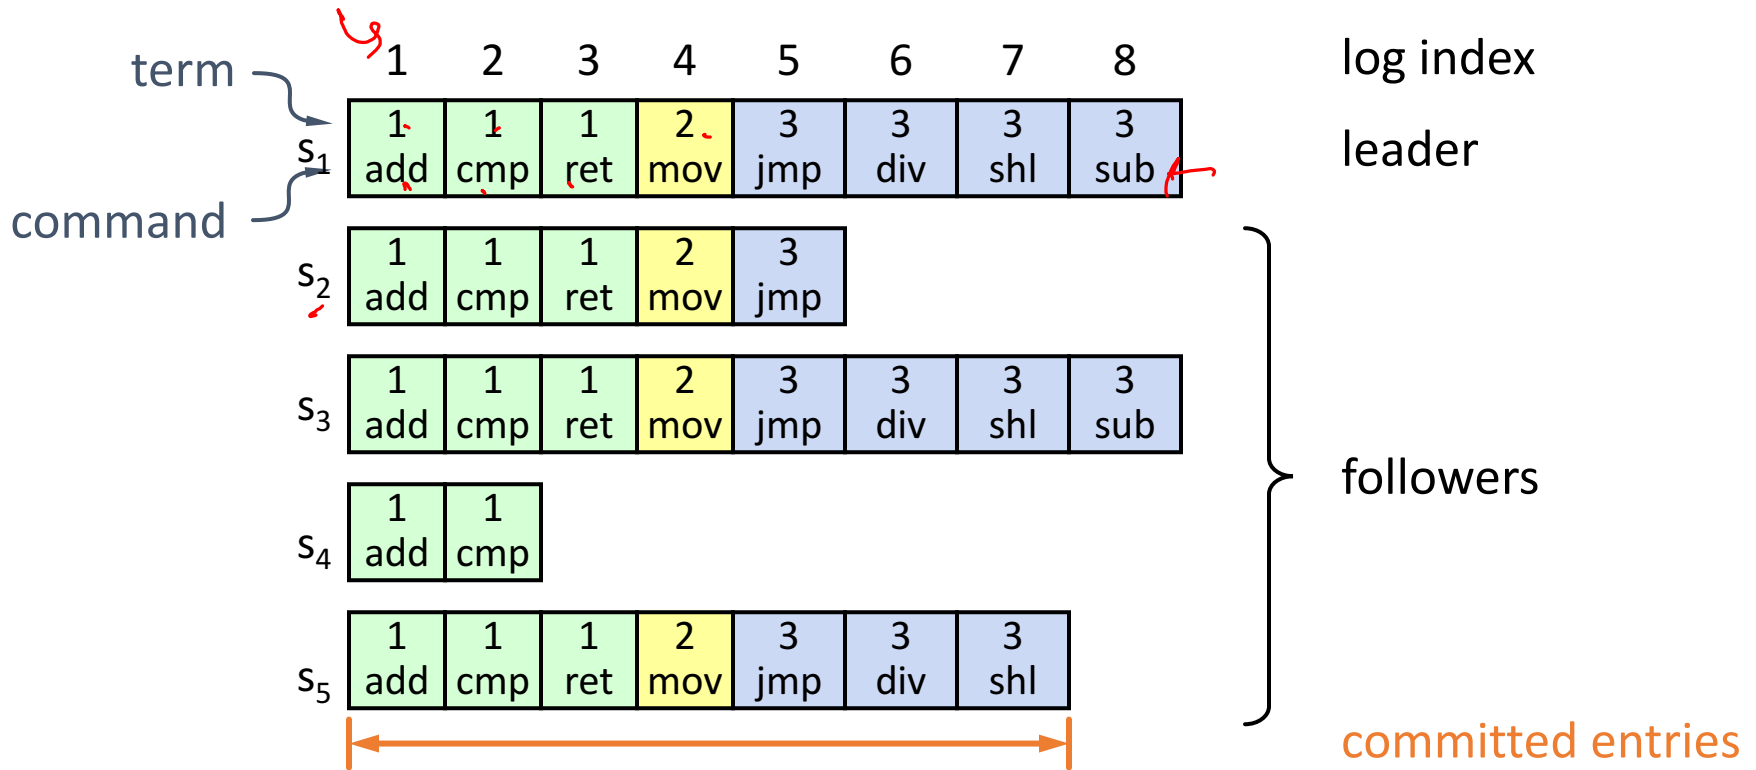 1 2 3 4 5 6 7 8 log index
term
1 1 1 2 3 3 3 3
s1 leader
add cmp ret mov jmp div shl sub
command
1 1 1 2 3
s2
add cmp ret mov jmp
1 1 1 2 3 3 3 3
s3
add cmp ret mov jmp div shl sub
followers
1 1
s4
add cmp
1 1 1 2 3 3 3
s5
add cmp ret mov jmp div shl
committed entries